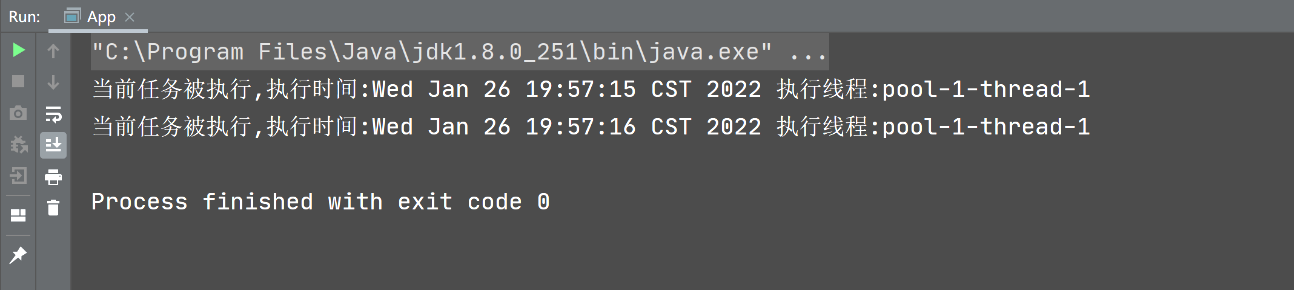 Run: App
"C:\Program Files\Java\jdk1.8.0_251\bin\java.exe" ...
当前任务被执行,执行时间:Wed Jan 26 19:57:15 CST 2022 执行线程:pool-1-thread-1
当前任务被执行,执行时间:Wed Jan 26 19:57:16 CST 2022 执行线程:pool-1-thread-1
Process finished with exit code 0